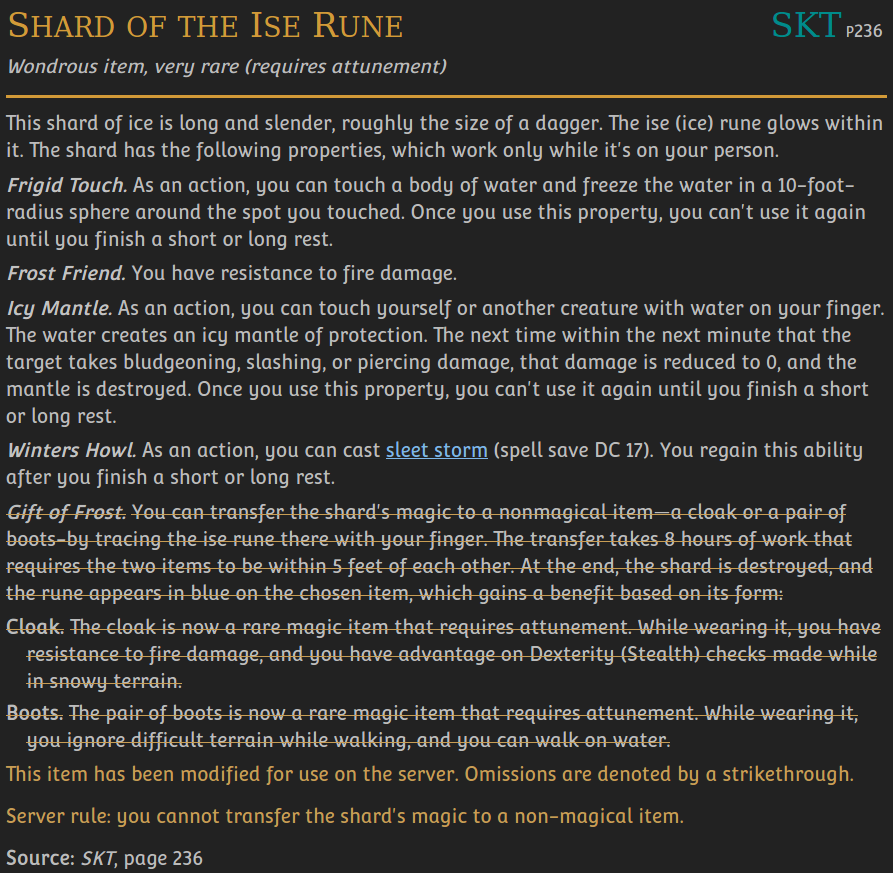 SHARD OF THE ISE RUNE SKT P236
Wondrous item, very rare (requires attunement)
This shard of ice is long and slender, roughly the size of a dagger. The ise (ice) rune glows within
it. The shard has the following properties, which work only while it's on your person.
Frigid Touch. As an action, you can touch a body of water and freeze the water in a 10-foot-
radius sphere around the spot you touched. Once you use this property, you can't use it again
until you finish a short or long rest.
Frost Friend. You have resistance to fire damage.
Icy Mantle. As an action, you can touch yourself or another creature with water on your finger.
The water creates an icy mantle of protection. The next time within the next minute that the
target takes bludgeoning, slashing, or piercing damage, that damage is reduced to 0, and the
mantle is destroyed. Once you use this property, you can't use it again until you finish a short
or long rest.
Winters Howl. As an action, you can cast sleet storm (spell save DC 17). You regain this ability
after you finish a short or long rest.
Gift of Frost. You can transfer the shard's magic to a nonmagical item—a cloak or a pair of
boots-by tracing the ise rune there with your finger. The transfer takes 8 hours of work that
requires the two items to be within 5 feet of each other. At the end, the shard is destroyed, and
the rune appears in blue on the chosen item, which gains a benefit based on its form:
Cloak. The cloak is now a rare magic item that requires attunement. While wearing it, you have
resistance to fire damage, and you have advantage on Dexterity (Stealth) checks made while
in snowy terrain.
Boots. The pair of boots is now a rare magic item that requires attunement. While wearing it,
you ignore difficult terrain while walking, and you can walk on water.
This item has been modified for use on the server. Omissions are denoted by a strikethrough.
Server rule: you cannot transfer the shard's magic to a non-magical item.
Source: SKT, page 236